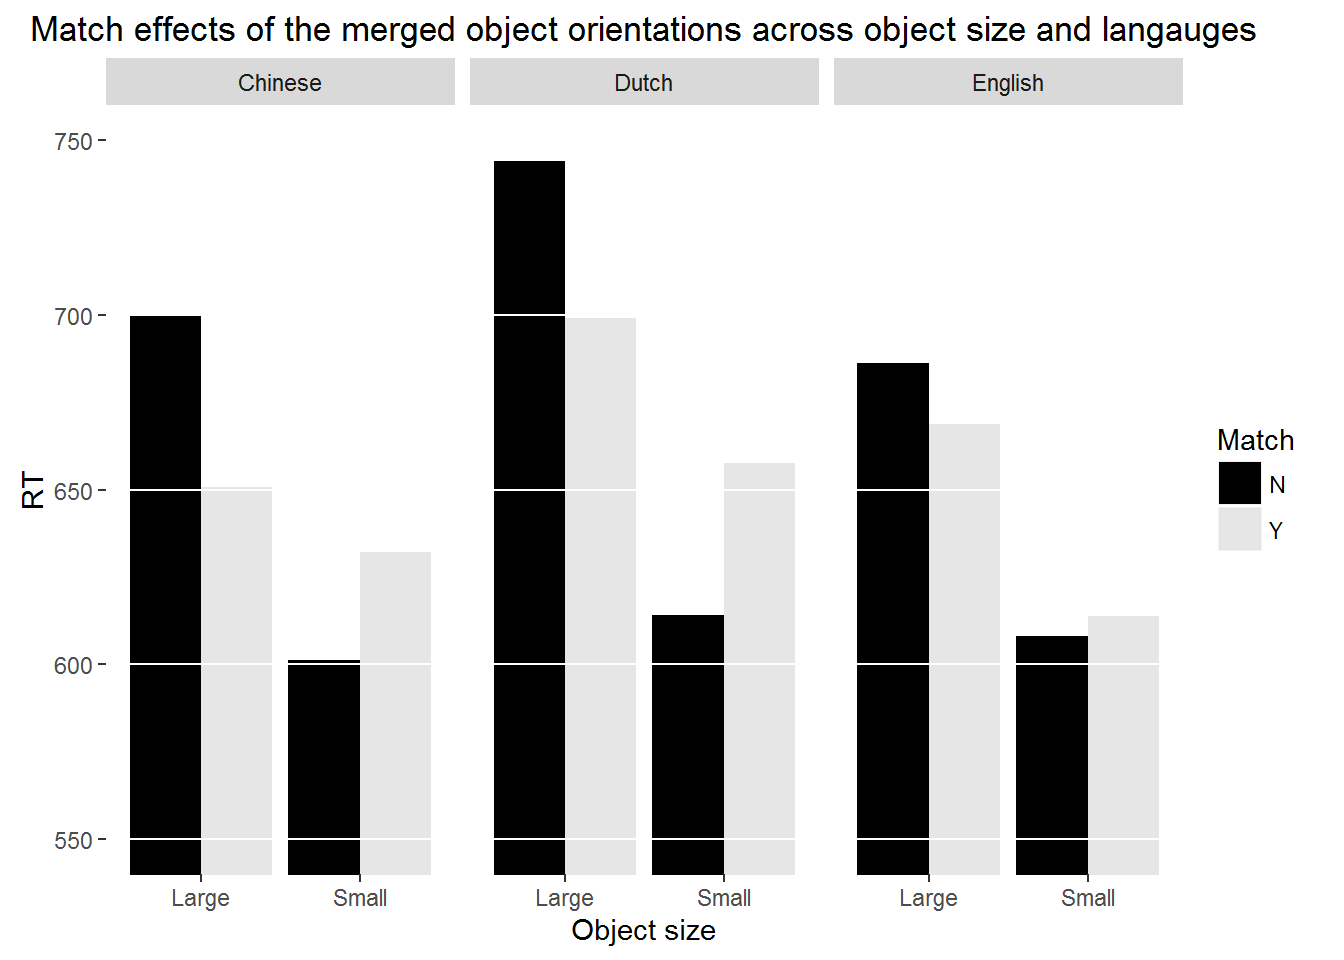 Match effects of the merged object orientations across object size and langauges
Chinese
Dutch
English
750
700
650
600
550
RT
Large
Small
Large
Small
Large
Small
Object size
Match
N
Y